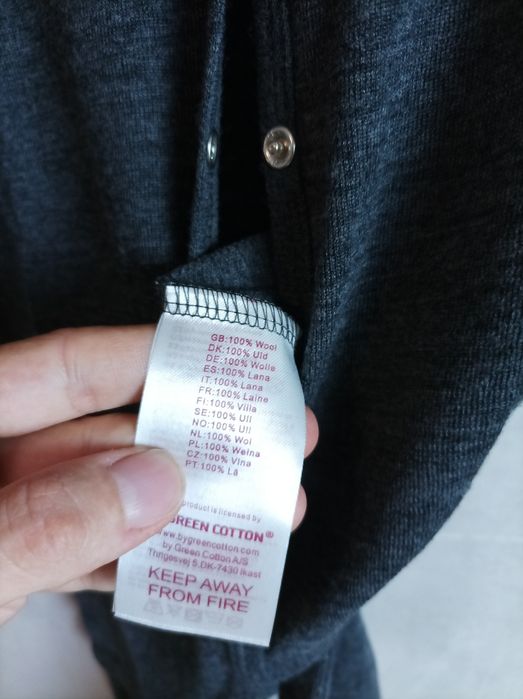 GB:100% Wool
DK:100% Uld
DE:100% Wolle
ES:100% Lana
IT:100% Lana
FR:100% Laine
FI:100% Villa
SE:100% Ull
NO:100% Ull
NL:100% Wol
PL:100% Welna
CZ:100% Vlna
PT:100% Lã
product is licensed by
GREEN COTTON®
www.bygreencotton.com
by Green Cotton A/S
Thrigesvej 5,DK-7430 Ikast
KEEP AWAY
FROM FIRE